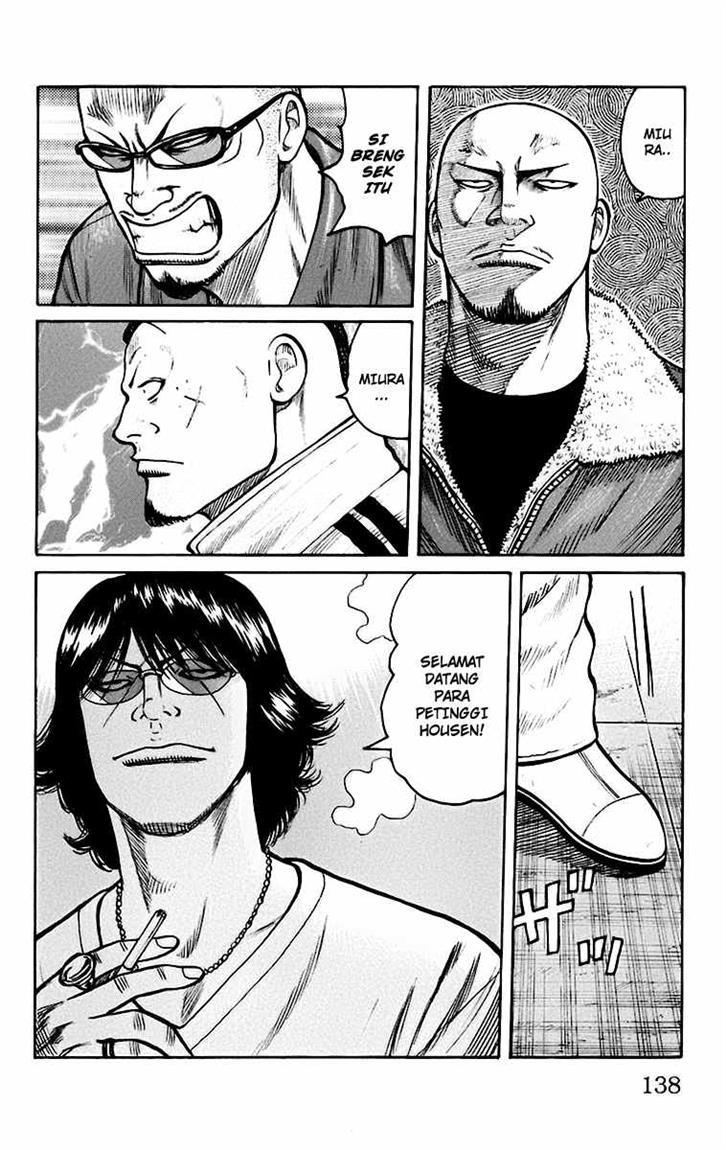 MIU
RA..
SI
BRENG
SEK
ITU
MIURA
...
ザッ
SELAMAT
DATANG
PARA
PETINGGI
HOUSEN!
138